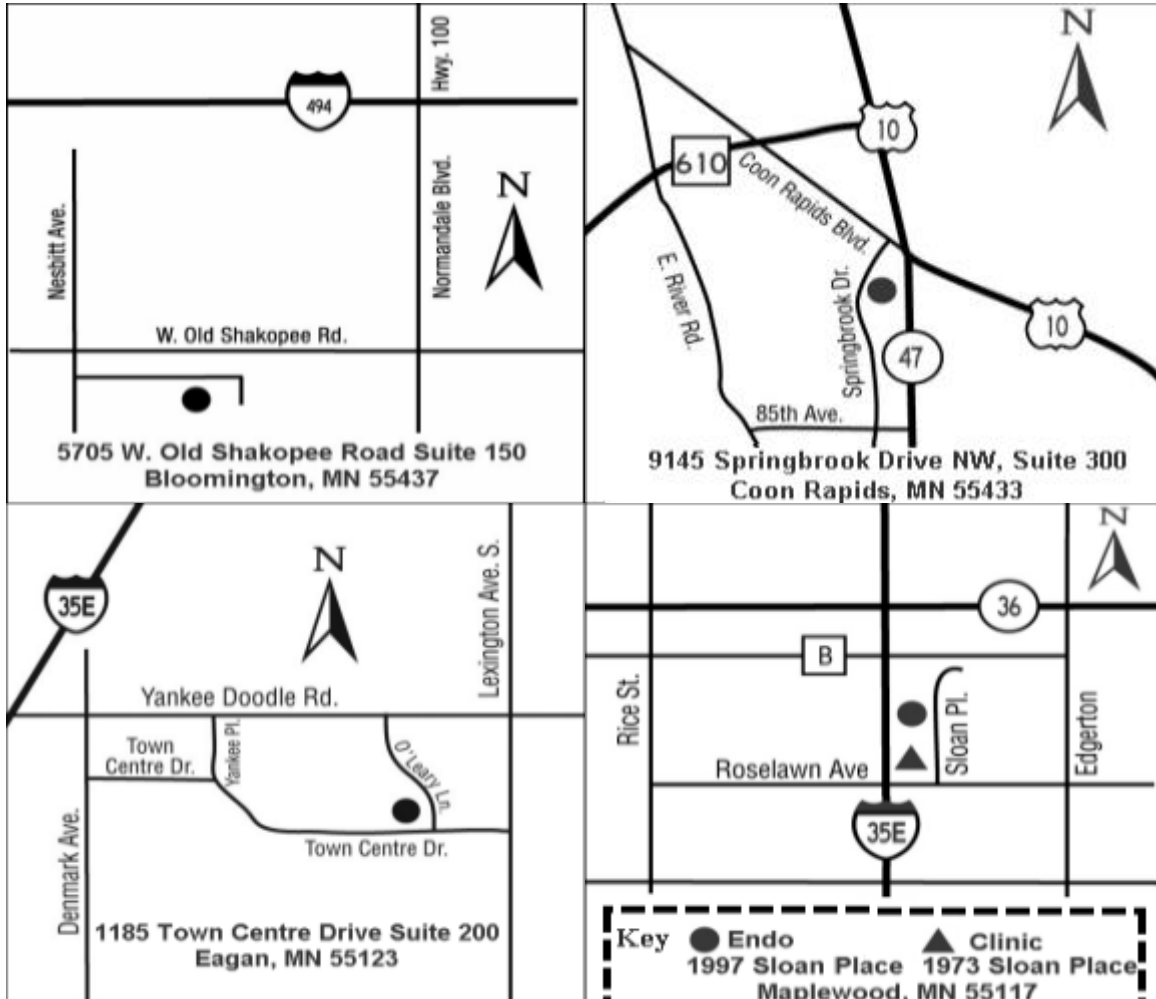 494
Hwy. 100
Normandale Blvd.
Nesbitt Ave.
N
W. Old Shakopee Rd.
5705 W. Old Shakopee Road Suite 150
Bloomington, MN 55437
N
10
610
Coon Rapids Blvd.
E. River Rd.
Springbrook Dr.
10
47
85th Ave.
9145 Springbrook Drive NW, Suite 300
Coon Rapids, MN 55433
35E
N
Lexington Ave. S.
Yankee Doodle Rd.
Town
Centre Dr.
Yankee Pl.
O'Leary Ln.
Town Centre Dr.
Denmark Ave.
1185 Town Centre Drive Suite 200
Eagan, MN 55123
N
36
B
Rice St.
Sloan Pl.
Edgerton
Roselawn Ave
35E
Key Endo Clinic
1997 Sloan Place 1973 Sloan Place
Maplewood, MN 55117